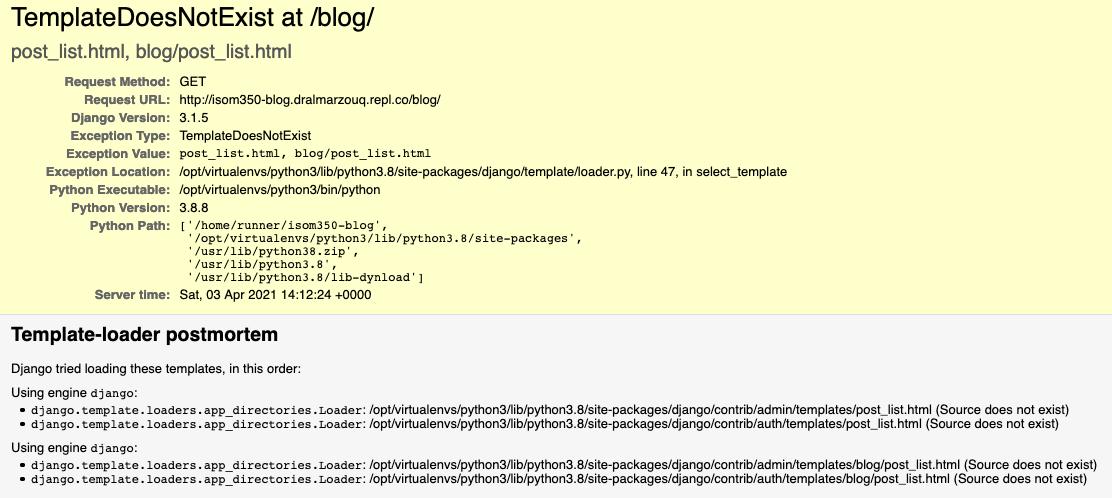 TemplateDoesNotExist at /blog/
post_list.html, blog/post_list.html
Request Method: GET
Request URL: http://isom350-blog.dralmarzouq.repl.co/blog/
Django Version: 3.1.5
Exception Type: TemplateDoesNotExist
Exception Value: post_list.html, blog/post_list.html
Exception Location: /opt/virtualenvs/python3/lib/python3.8/site-packages/django/template/loader.py, line 47, in select_template
Python Executable: /opt/virtualenvs/python3/bin/python
Python Version: 3.8.8
Python Path: ['/home/runner/isom350-blog',
'/opt/virtualenvs/python3/lib/python3.8/site-packages',
'/usr/lib/python38.zip',
'/usr/lib/python3.8',
'/usr/lib/python3.8/lib-dynload']
Server time: Sat, 03 Apr 2021 14:12:24 +0000
Template-loader postmortem
Django tried loading these templates, in this order:
Using engine django:
• django.template.loaders.app_directories.Loader: /opt/virtualenvs/python3/lib/python3.8/site-packages/django/contrib/admin/templates/post_list.html (Source does not exist)
• django.template.loaders.app_directories.Loader: /opt/virtualenvs/python3/lib/python3.8/site-packages/django/contrib/auth/templates/post_list.html (Source does not exist)
Using engine django:
• django.template.loaders.app_directories.Loader: /opt/virtualenvs/python3/lib/python3.8/site-packages/django/contrib/admin/templates/blog/post_list.html (Source does not exist)
• django.template.loaders.app_directories.Loader: /opt/virtualenvs/python3/lib/python3.8/site-packages/django/contrib/auth/templates/blog/post_list.html (Source does not exist)